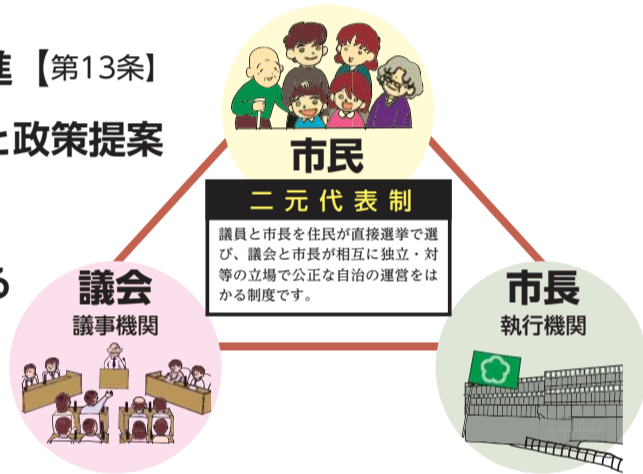 進【第13条】
と政策提案
る
市民
二元代表制
議員と市長を住民が直接選挙で選
び、議会と市長が相互に独立・対
等の立場で公正な自治の運営をは
かる制度です。
議会
議事機関
市長
執行機関